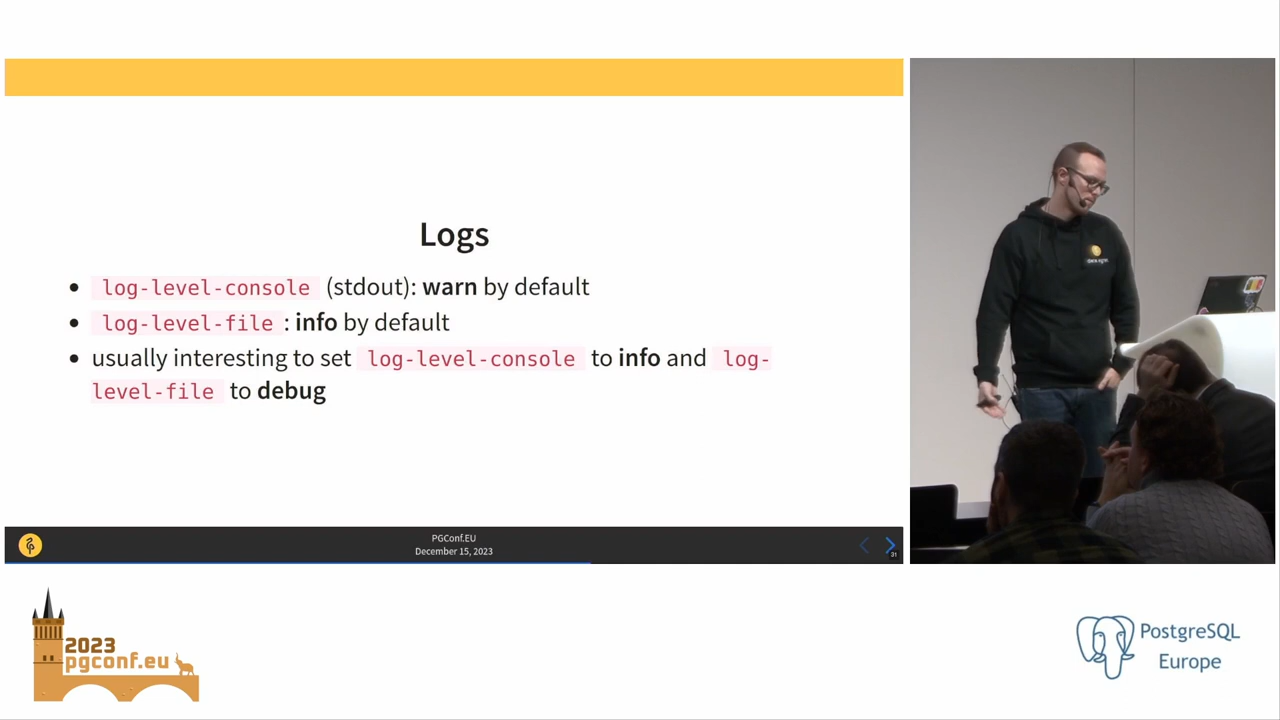 Logs
log-level-console (stdout): warn by default
log-level-file : info by default
usually interesting to set log-level-console to info and log-
level-file to debug
PGConf.EU
December 15, 2023
31
2023
pgconf.eu
PostgreSQL
Europe